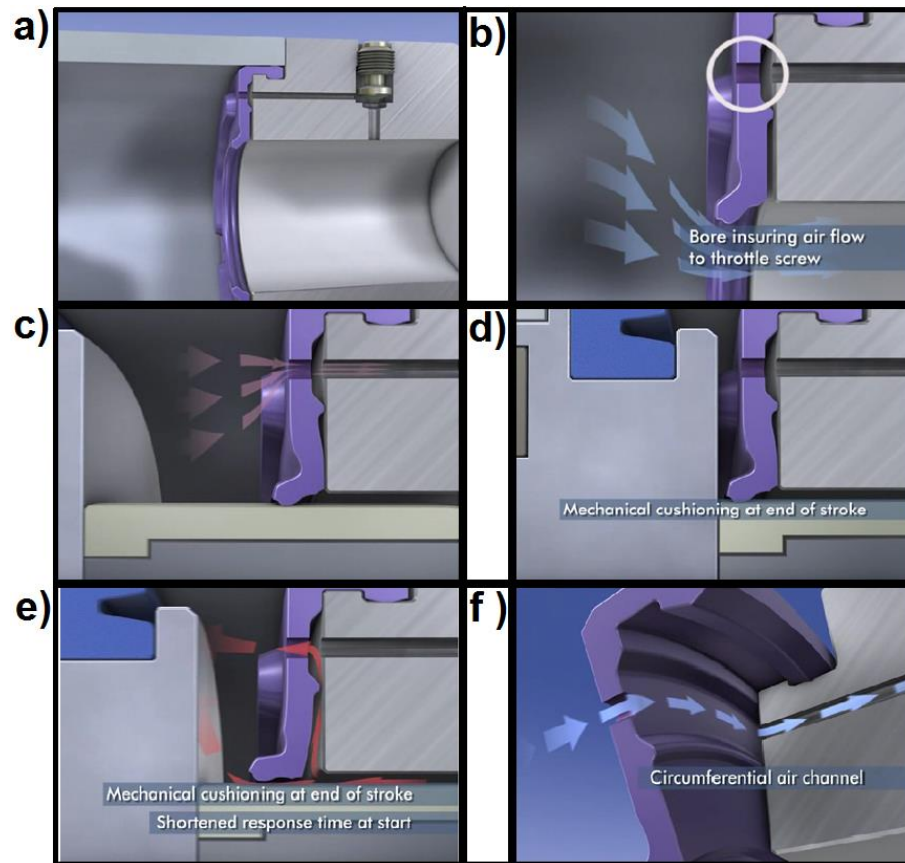 a)
b)
Bore insuring air flow
to throttle screw
c)
d)
Mechanical cushioning at end of stroke
e)
Mechanical cushioning at end of stroke
Shortened response time at start
f)
Circumferential air channel